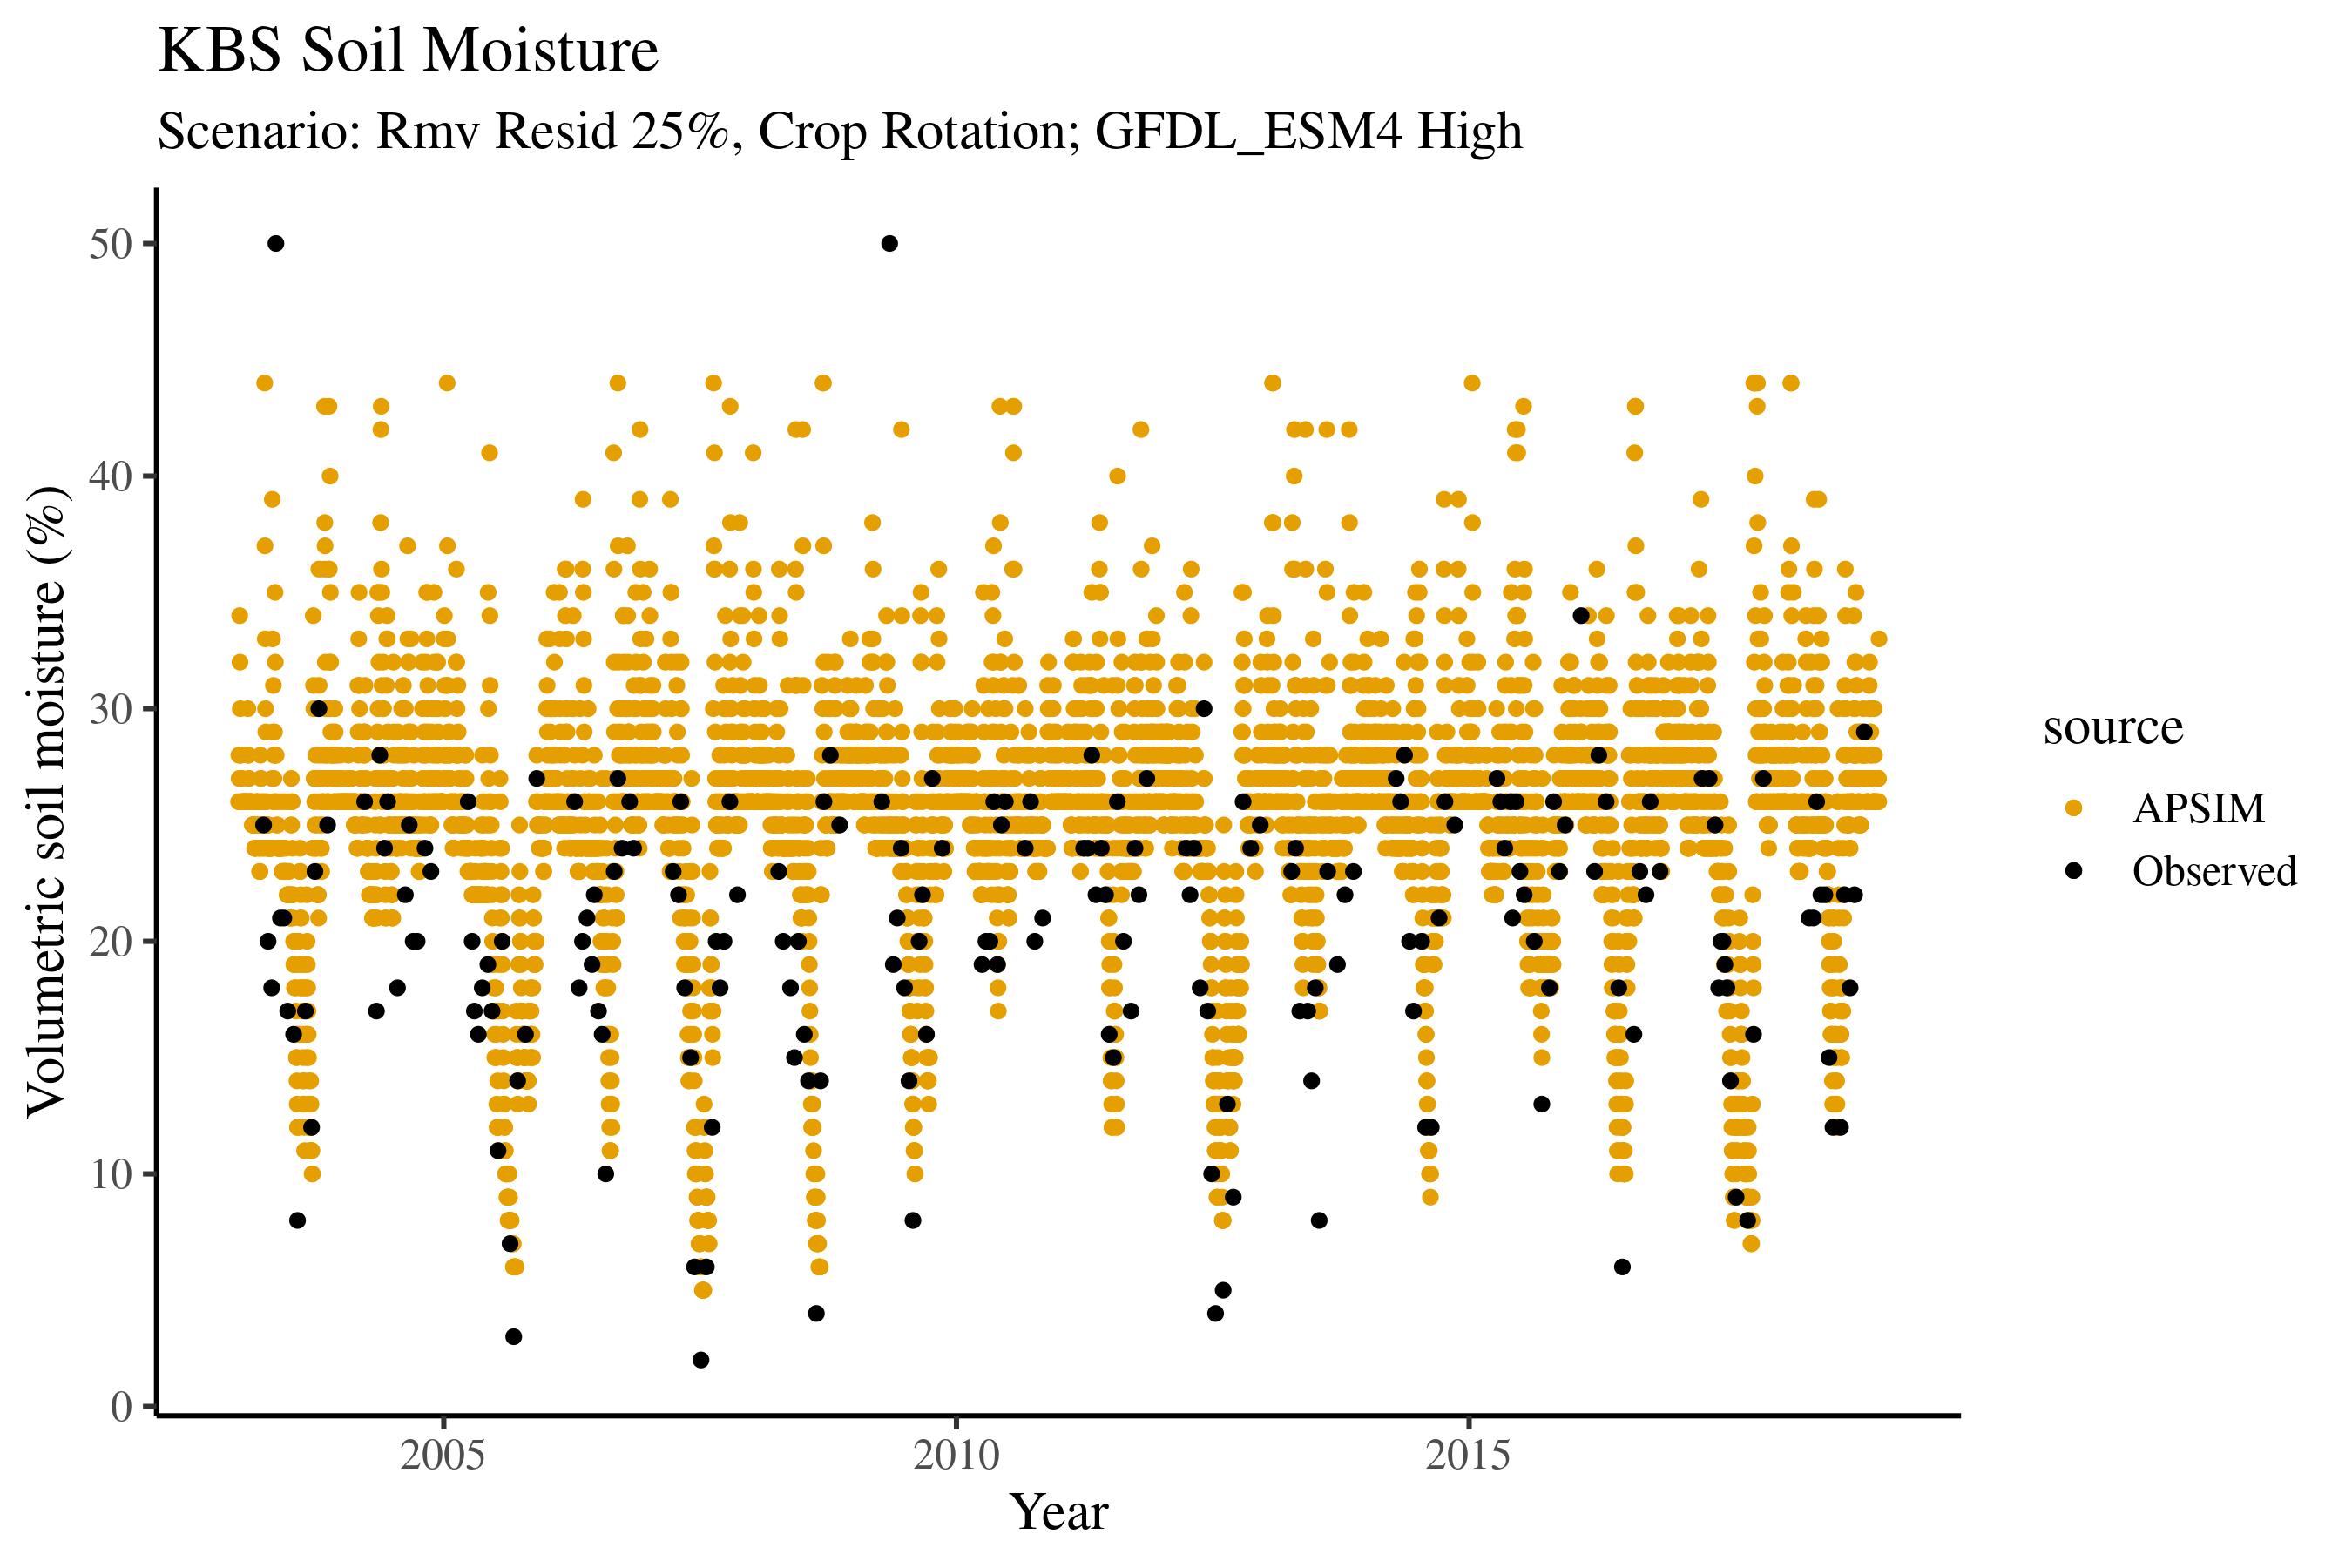 KBS Soil Moisture
Scenario: Rmv Resid 25%, Crop Rotation; GFDL_ESM4 High
Volumetric soil moisture (%)
50
40
30
20
10
0
2005
2010
2015
Year
source
APSIM
Observed